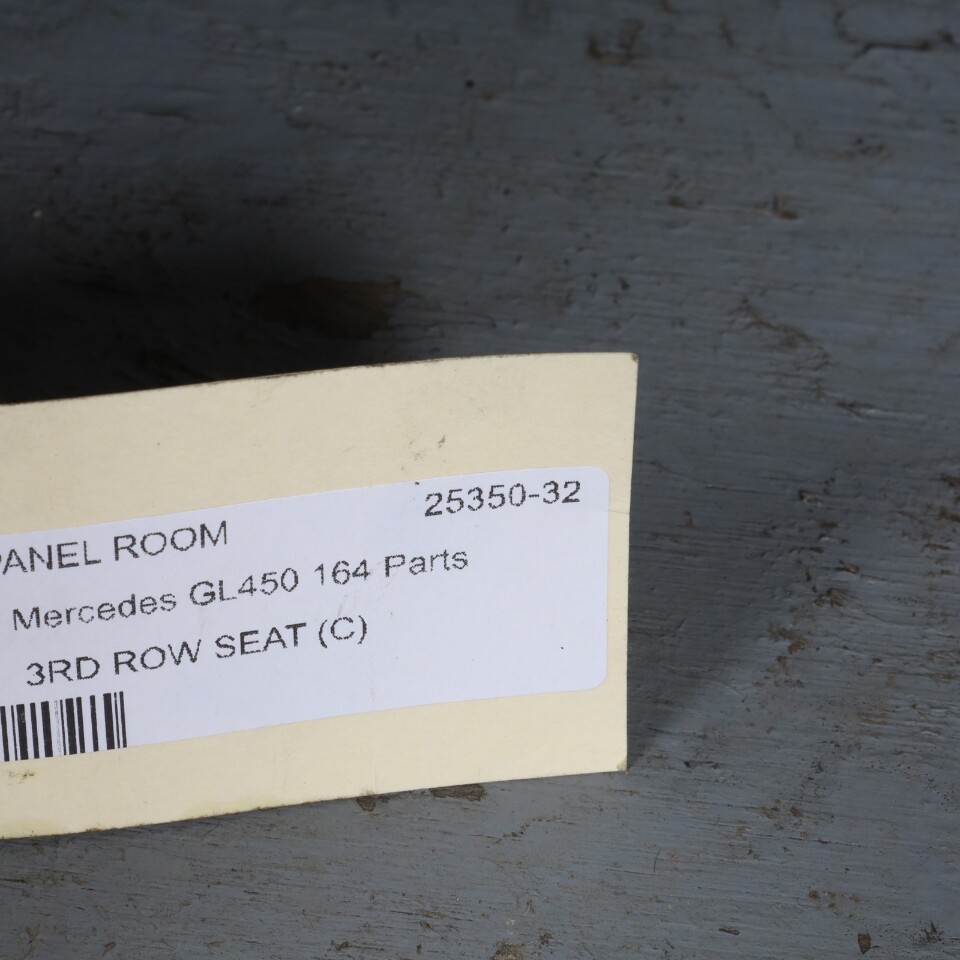 25350-32
PANEL ROOM
Mercedes GL450 164 Parts
3RD ROW SEAT (C)